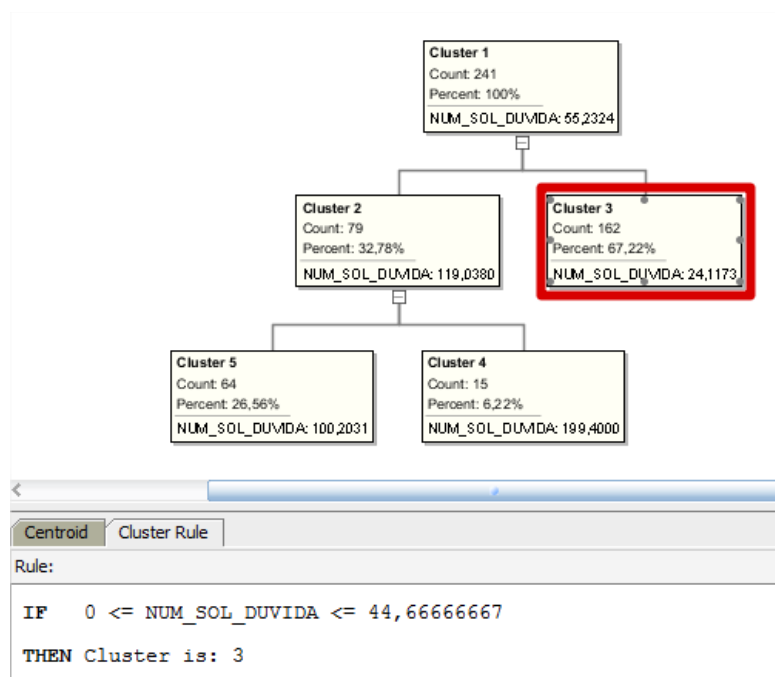 Cluster 1
Count: 241
Percent: 100%
NUM_SOL_DUVIDA: 55,2324
Cluster 2
Count: 79
Percent: 32,78%
NUM_SOL_DUVIDA: 119,0380
Cluster 3
Count: 162
Percent: 67,22%
NUM_SOL_DUVIDA: 24,1173
Cluster 5
Count: 64
Percent: 26,56%
NUM_SOL_DUVIDA: 100,2031
Cluster 4
Count: 15
Percent: 6,22%
NUM_SOL_DUVIDA: 199,4000
Centroid Cluster Rule
Rule:
IF 0 <= NUM_SOL_DUVIDA <= 44,66666667
THEN Cluster is: 3